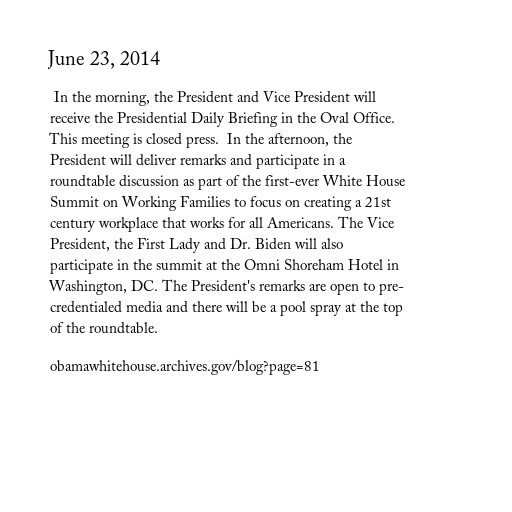 June 23, 2014
In the morning, the President and Vice President will
receive the Presidential Daily Briefing in the Oval Office.
This meeting is closed press.  In the afternoon, the
President will deliver remarks and participate in a
roundtable discussion as part of the first-ever White House
Summit on Working Families to focus on creating a 21st
century workplace that works for all Americans. The Vice
President, the First Lady and Dr. Biden will also
participate in the summit at the Omni Shoreham Hotel in
Washington, DC. The President's remarks are open to pre-
credentialed media and there will be a pool spray at the top
of the roundtable.
obamawhitehouse.archives.gov/blog?page=81